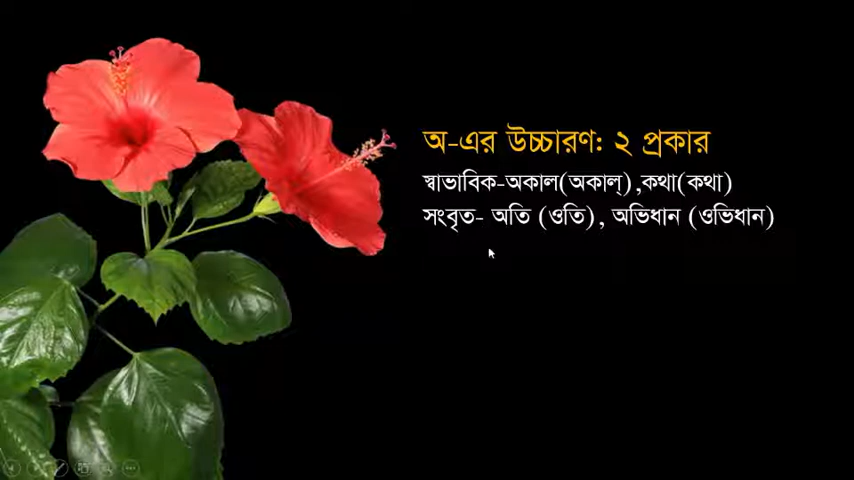 অ-এর উচ্চারণ: ২ প্রকার
স্বাভাবিক-অকাল(অকাল্),কথা(কথা)
সংবৃত- অতি (ওতি), অভিধান (ওভিধান)